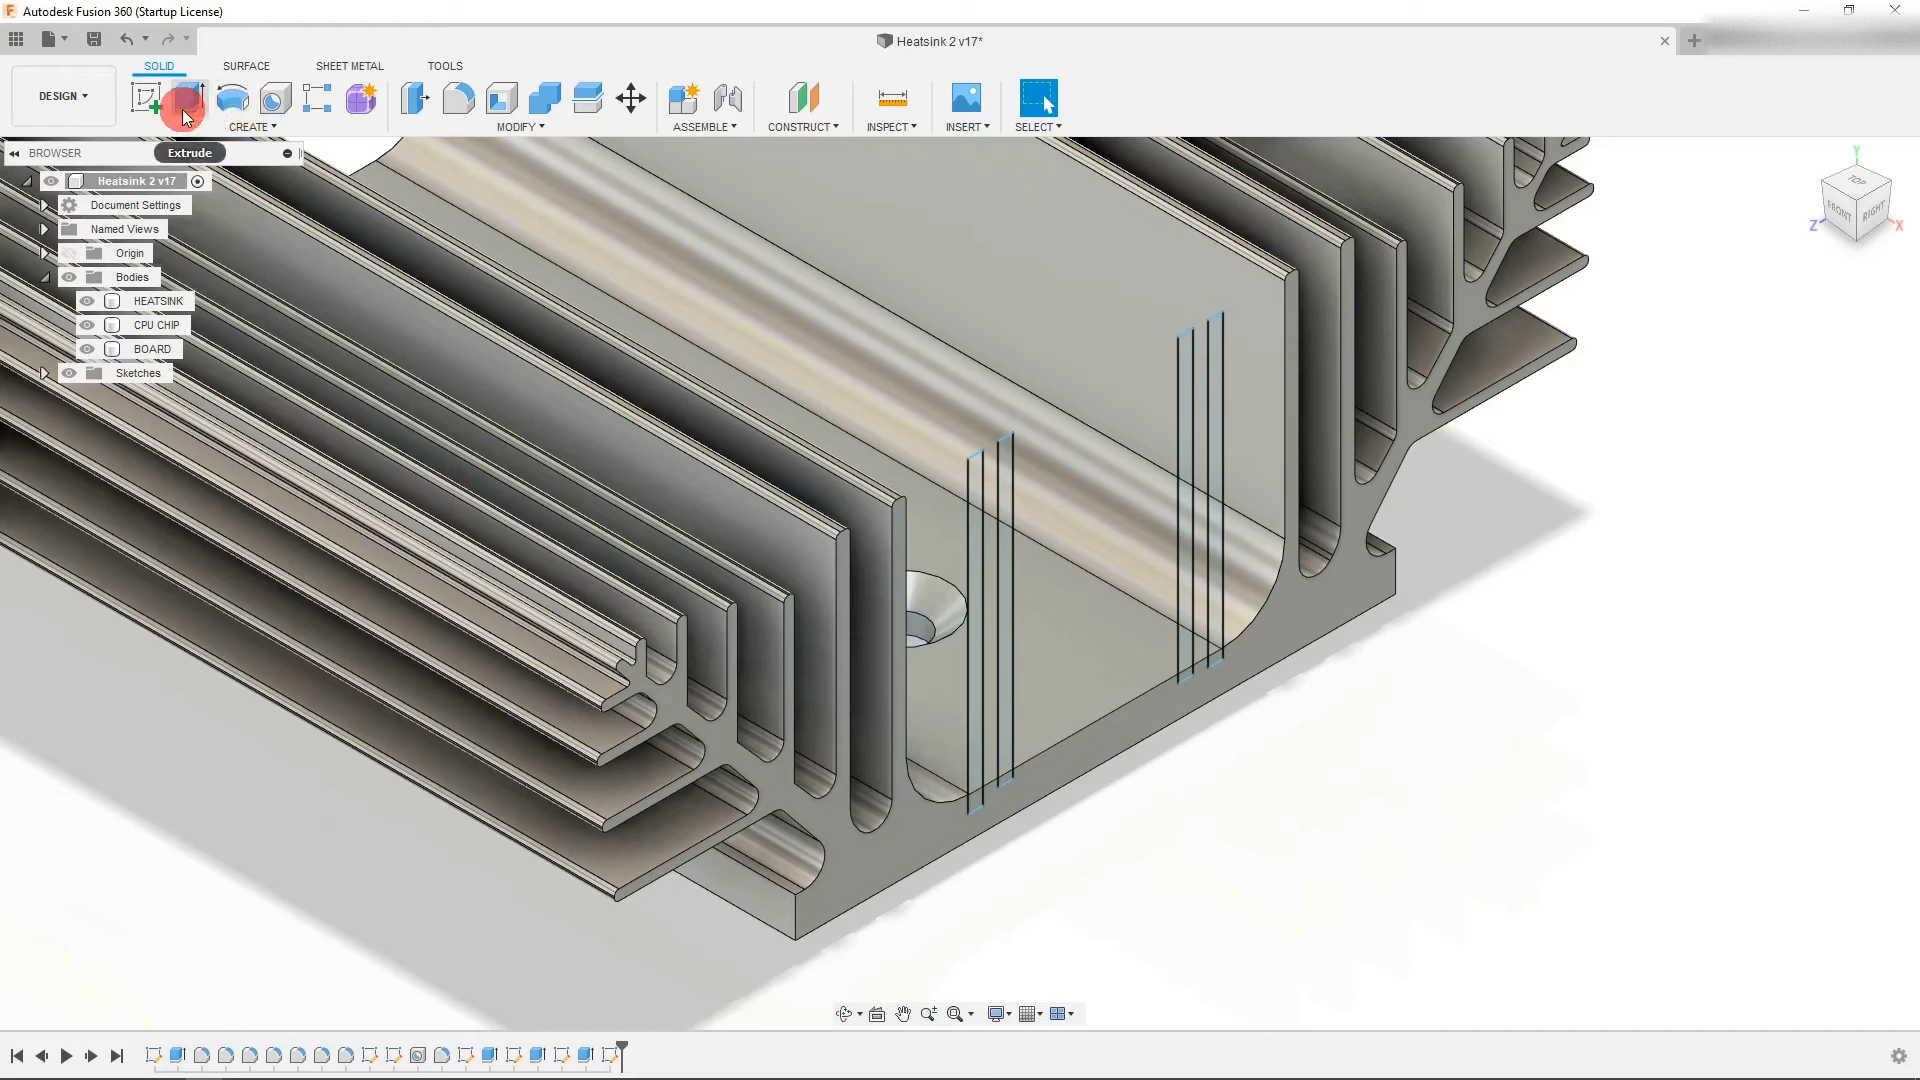 Autodesk Fusion 360 (Startup License)
Heatsink 2 v17*
SOLID SURFACE SHEET METAL TOOLS
DESIGN
CREATE MODIFY ASSEMBLE CONSTRUCT INSPECT INSERT SELECT
BROWSER
Extrude
Heatsink 2 v17
Document Settings
Named Views
Origin
Bodies
HEATSINK
CPU CHIP
BOARD
Sketches
Y
TOP
FRONT
RIGHT
Z
X